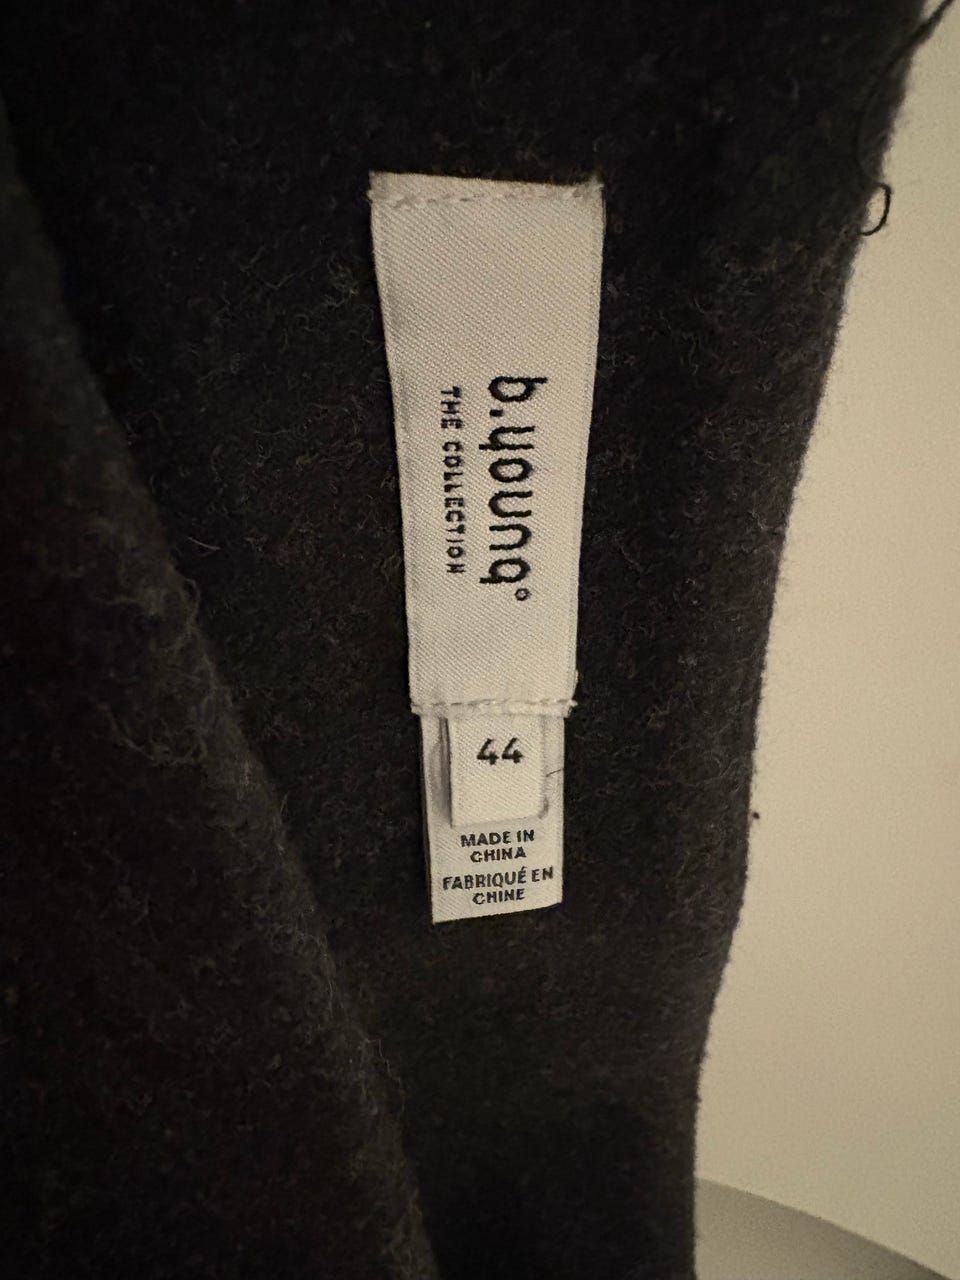 b.young°
THE COLLECTION
44
MADE IN
CHINA
FABRIQUÉ EN
CHINE